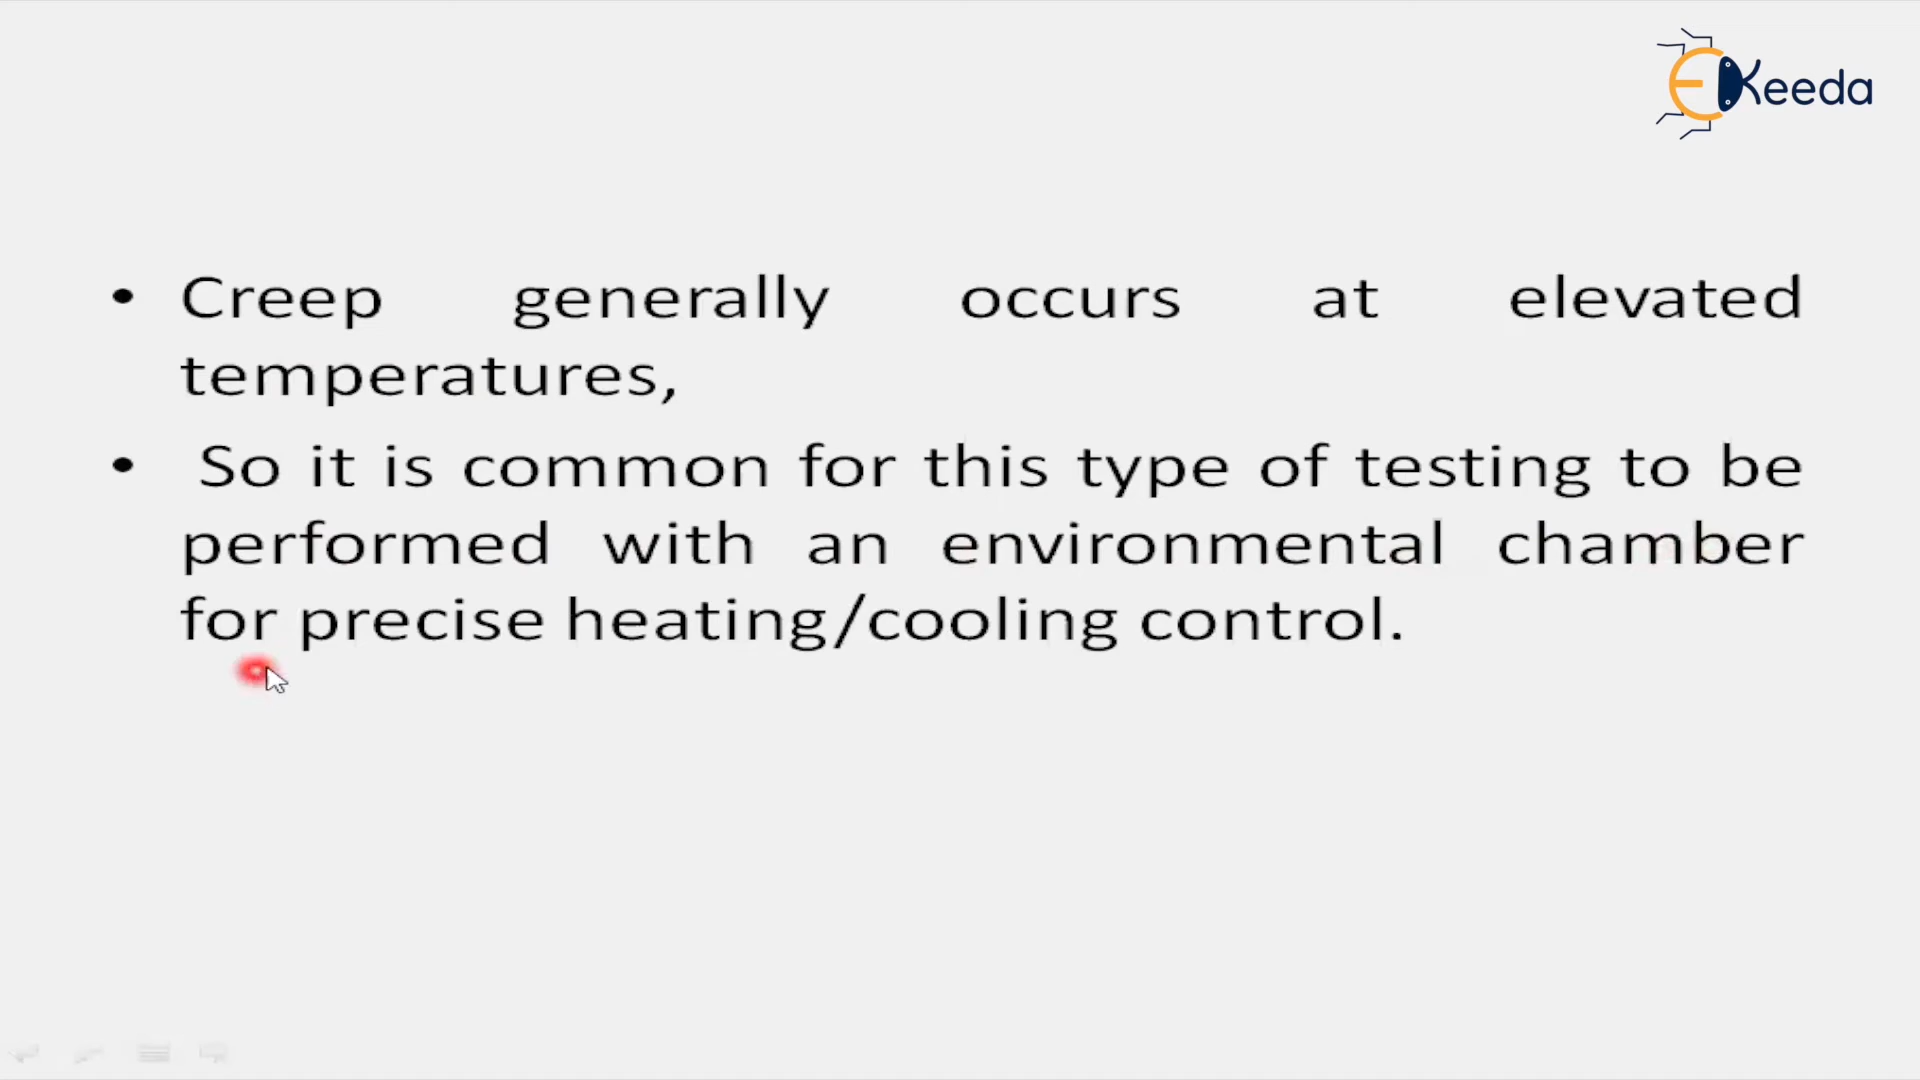 EKeeda
• Creep generally occurs at elevated
temperatures,
• So it is common for this type of testing to be
performed with an environmental chamber
for precise heating/cooling control.